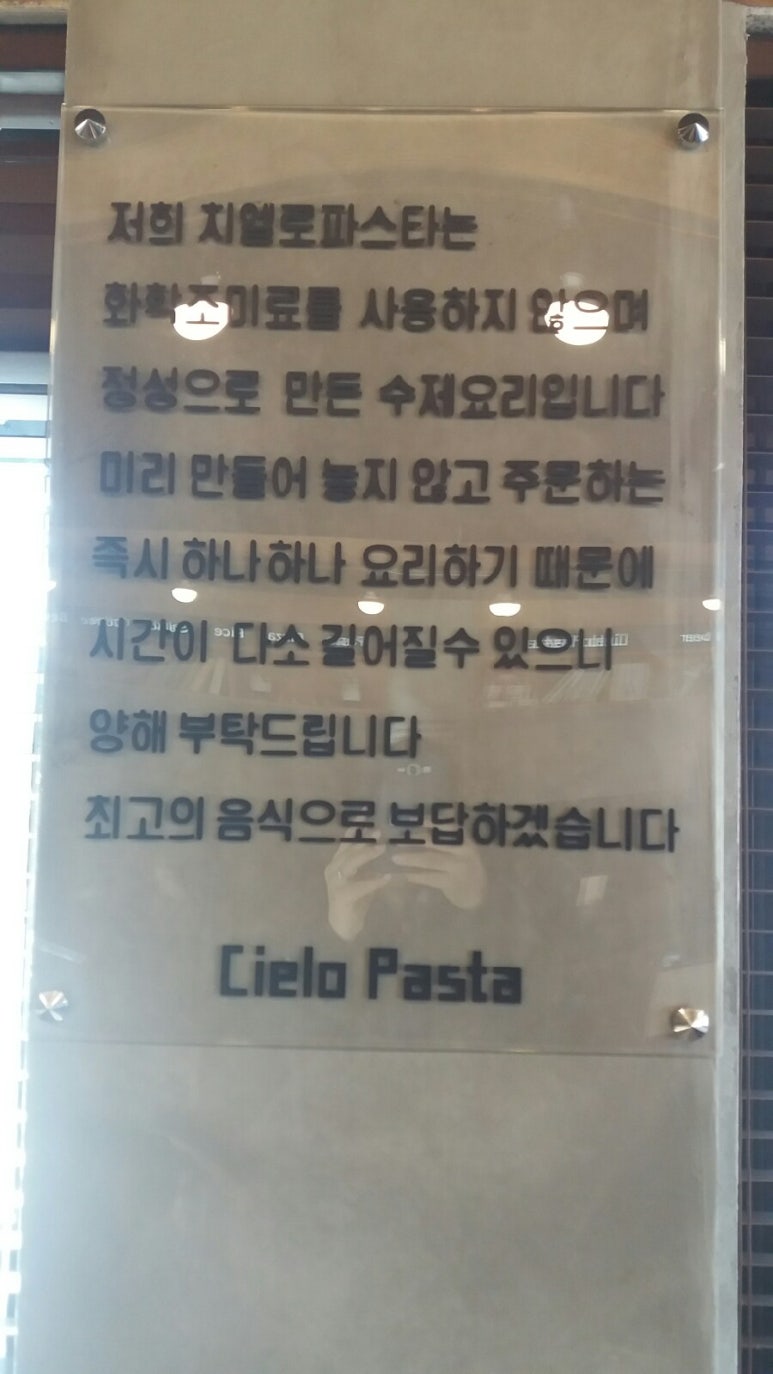 저희 치엘로파스타는
화학조미료를 사용하지 않으며
정성으로 만든 수제요리입니다
미리 만들어 놓지 않고 주문하는
즉시 하나하나 요리하기 때문에
시간이 다소 길어질수 있으니
양해 부탁드립니다
최고의 음식으로 보답하겠습니다
Cielo Pasta